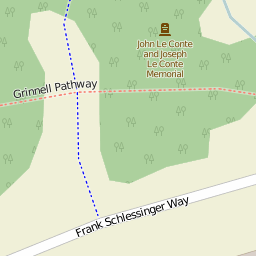 John Le Conte
and Joseph
Le Conte
Memorial
Grinnell Pathway
Frank Schlessinger Way